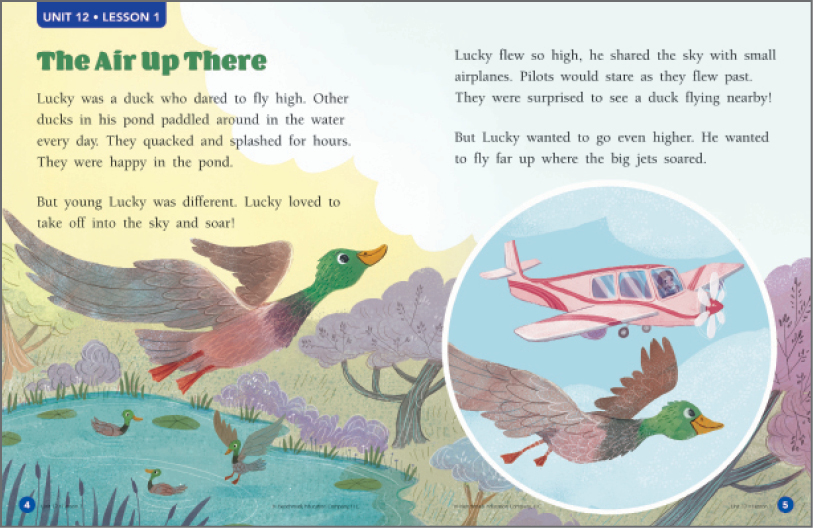 UNIT 12 • LESSON 1
The Air Up There
Lucky was a duck who dared to fly high. Other
ducks in his pond paddled around in the water
every day. They quacked and splashed for hours.
They were happy in the pond.
But young Lucky was different. Lucky loved to
take off into the sky and soar!
4
Lucky flew so high, he shared the sky with small
airplanes. Pilots would stare as they flew past.
They were surprised to see a duck flying nearby!
But Lucky wanted to go even higher. He wanted
to fly far up where the big jets soared.
5